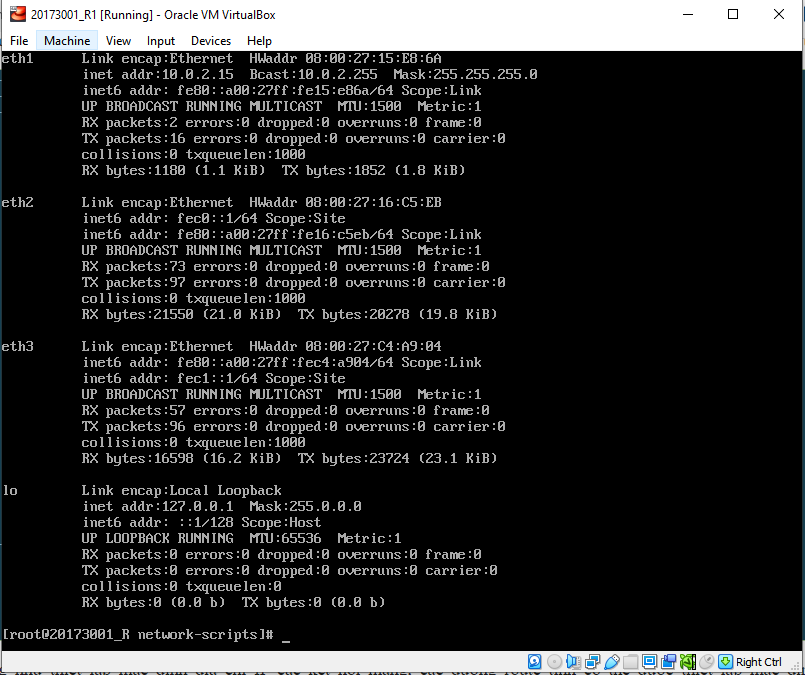 20173001_R1 [Running] - Oracle VM VirtualBox
File Machine View Input Devices Help
eth1 Link encap:Ethernet HWaddr 08:00:27:15:E8:6A
inet addr:10.0.2.15 Bcast:10.0.2.255 Mask:255.255.255.0
inet6 addr: fe80::a00:27ff:fe15:e86a/64 Scope:Link
UP BROADCAST RUNNING MULTICAST MTU:1500 Metric:1
RX packets:2 errors:0 dropped:0 overruns:0 frame:0
TX packets:16 errors:0 dropped:0 overruns:0 carrier:0
collisions:0 txqueuelen:1000
RX bytes:1180 (1.1 KiB) TX bytes:1852 (1.8 KiB)
eth2 Link encap:Ethernet HWaddr 08:00:27:16:C5:EB
inet6 addr: fec0::1/64 Scope:Site
inet6 addr: fe80::a00:27ff:fe16:c5eb/64 Scope:Link
UP BROADCAST RUNNING MULTICAST MTU:1500 Metric:1
RX packets:73 errors:0 dropped:0 overruns:0 frame:0
TX packets:97 errors:0 dropped:0 overruns:0 carrier:0
collisions:0 txqueuelen:1000
RX bytes:21550 (21.0 KiB) TX bytes:20278 (19.8 KiB)
eth3 Link encap:Ethernet HWaddr 08:00:27:C4:A9:04
inet6 addr: fe80::a00:27ff:fec4:a904/64 Scope:Link
inet6 addr: fec1::1/64 Scope:Site
UP BROADCAST RUNNING MULTICAST MTU:1500 Metric:1
RX packets:57 errors:0 dropped:0 overruns:0 frame:0
TX packets:96 errors:0 dropped:0 overruns:0 carrier:0
collisions:0 txqueuelen:1000
RX bytes:16598 (16.2 KiB) TX bytes:23724 (23.1 KiB)
lo Link encap:Local Loopback
inet addr:127.0.0.1 Mask:255.0.0.0
inet6 addr: ::1/128 Scope:Host
UP LOOPBACK RUNNING MTU:65536 Metric:1
RX packets:0 errors:0 dropped:0 overruns:0 frame:0
TX packets:0 errors:0 dropped:0 overruns:0 carrier:0
collisions:0 txqueuelen:0
RX bytes:0 (0.0 b) TX bytes:0 (0.0 b)
[root@20173001_R network-scripts]# _
Right Ctrl